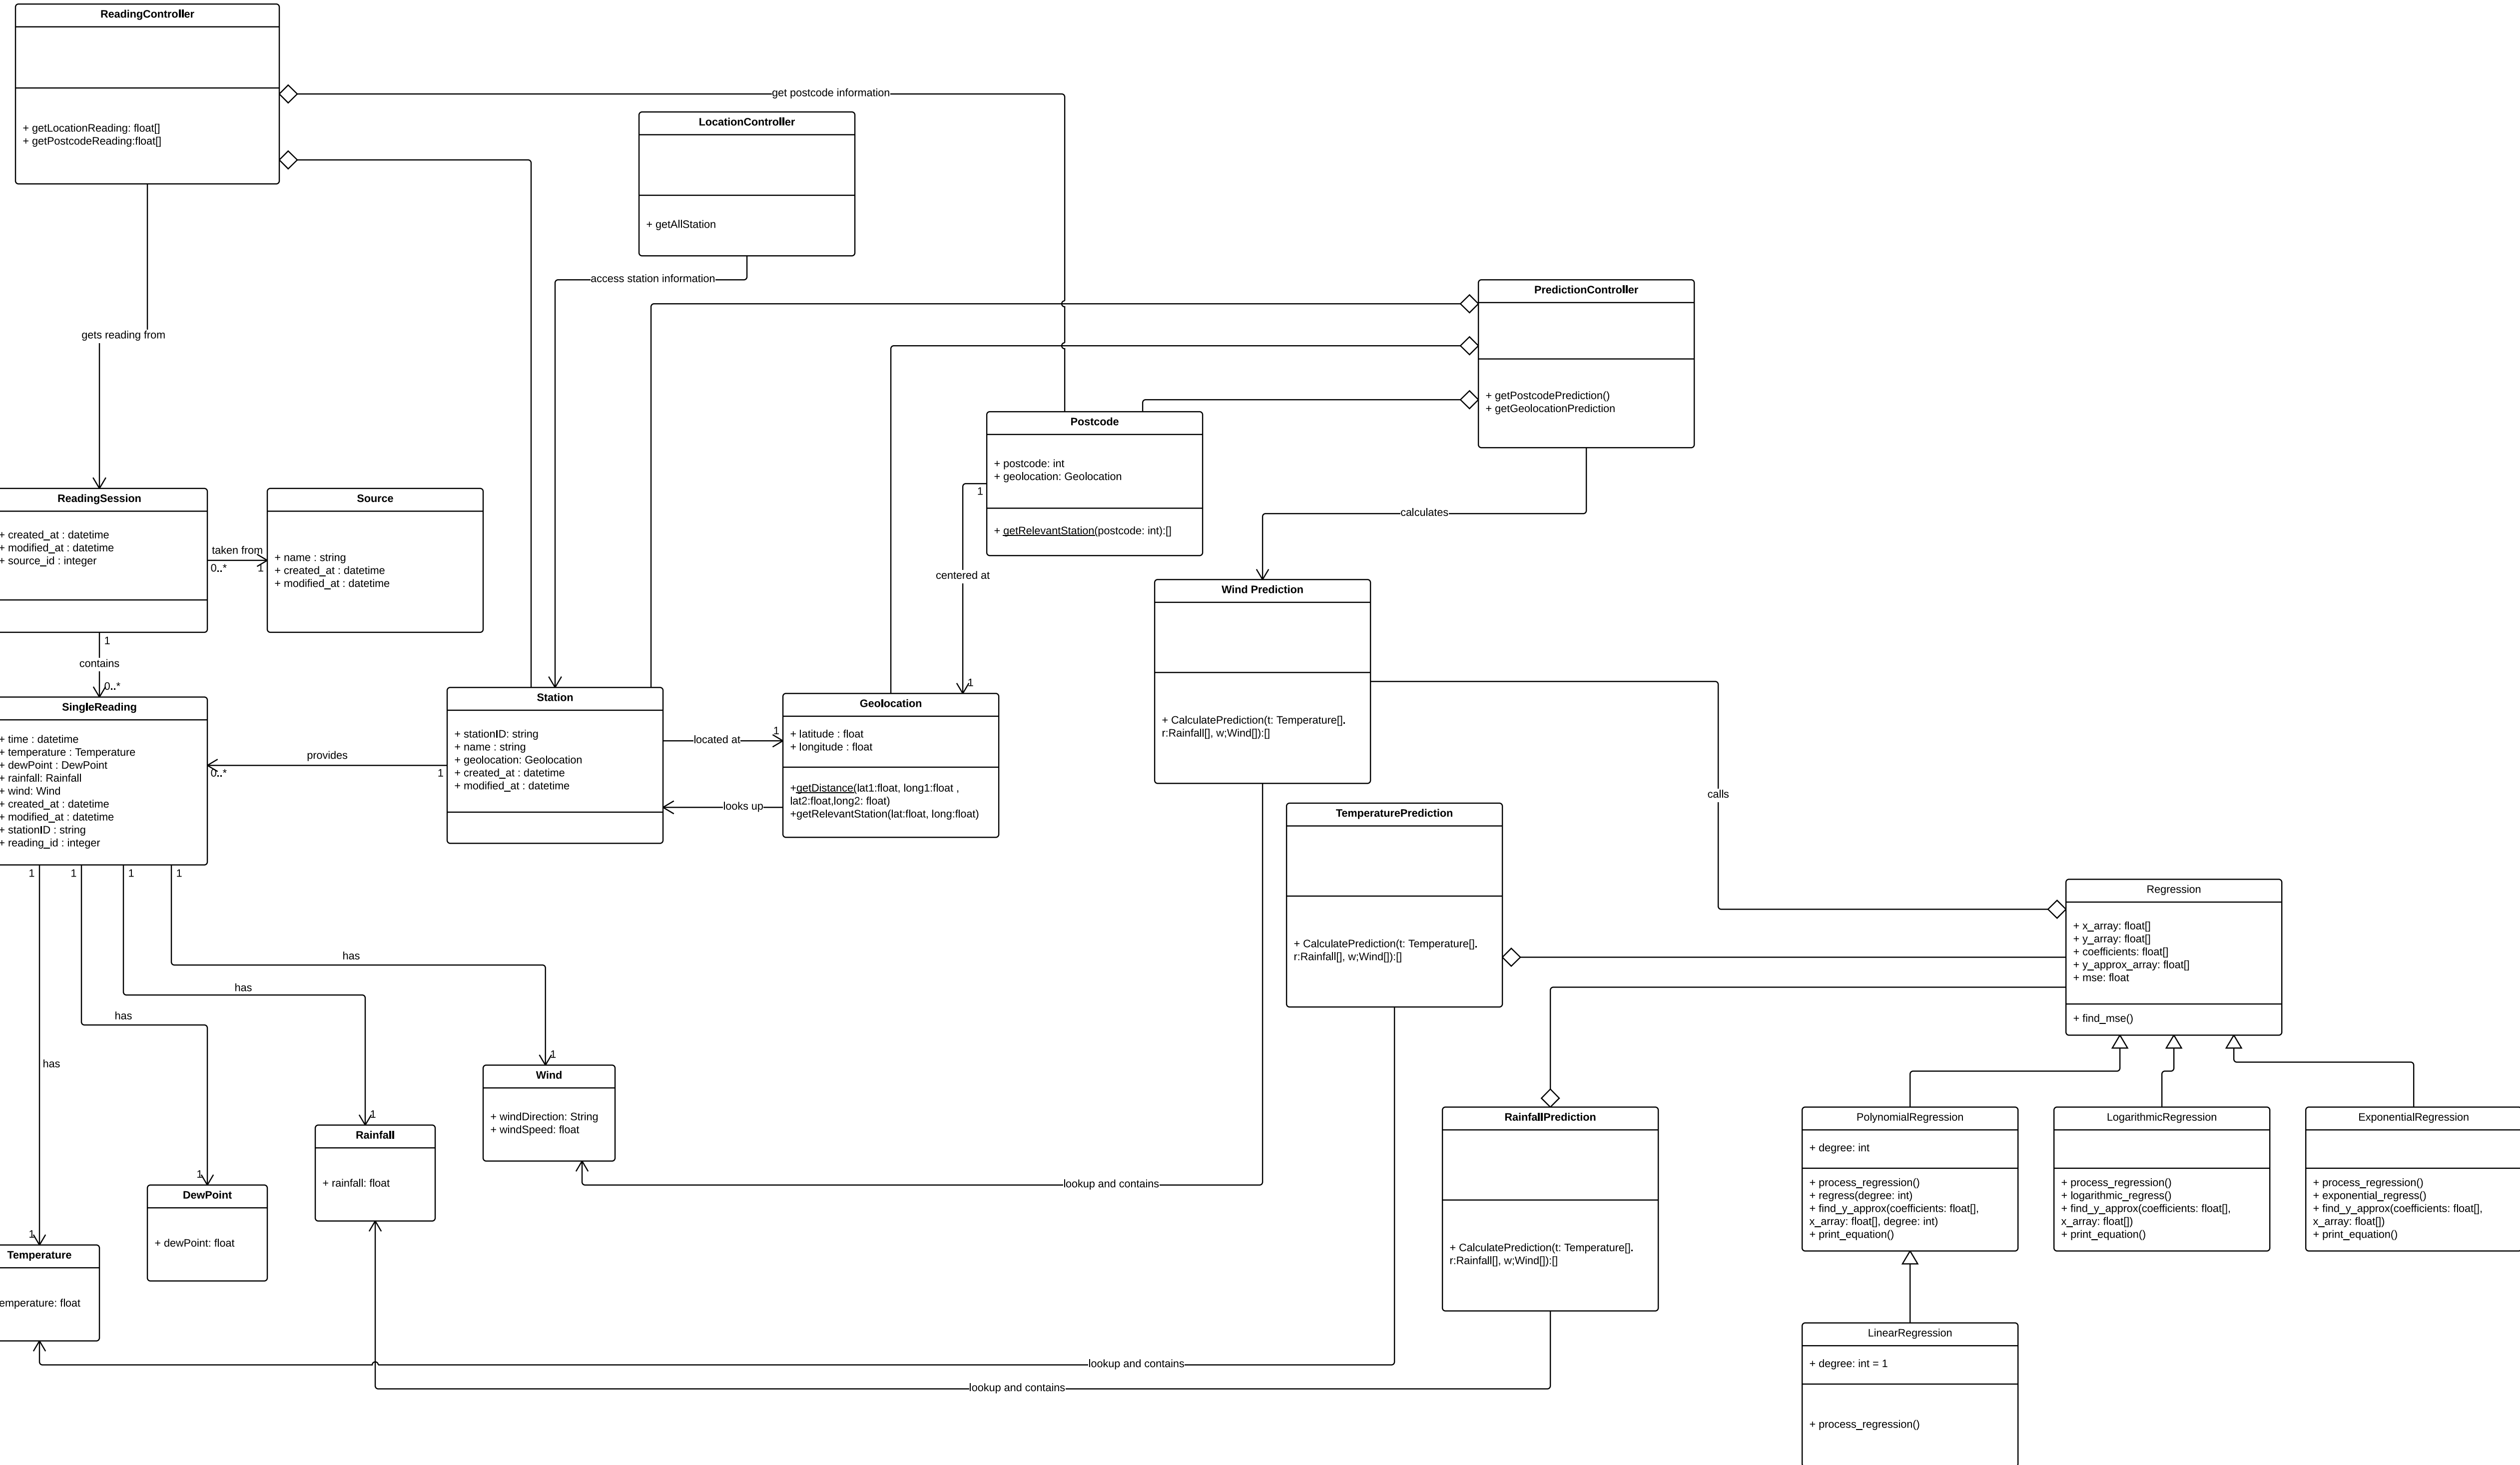 ReadingController
+ getLocationReading: float[]
+ getPostcodeReading:float[]
get postcode information
LocationController
+ getAllStation
access station information
PredictionController
+ getPostcodePrediction()
+ getGeolocationPrediction
gets reading from
Postcode
+ postcode: int
+ geolocation: Geolocation
+ getRelevantStation(postcode: int):[]
1
centered at
1
calculates
ReadingSession
+ created_at : datetime
+ modified_at : datetime
+ source_id : integer
taken from
0..*
1
Source
+ name : string
+ created_at : datetime
+ modified_at : datetime
1
contains
0..*
SingleReading
+ time : datetime
+ temperature : Temperature
+ dewPoint : DewPoint
+ rainfall: Rainfall
+ wind: Wind
+ created_at : datetime
+ modified_at : datetime
+ stationID : string
+ reading_id : integer
provides
0..*
1
Station
+ stationID: string
+ name : string
+ geolocation: Geolocation
+ created_at : datetime
+ modified_at : datetime
located at
1
looks up
Geolocation
+ latitude : float
+ longitude : float
+getDistance(lat1:float, long1:float ,
lat2:float,long2: float)
+getRelevantStation(lat:float, long:float)
Wind Prediction
+ CalculatePrediction(t: Temperature[].
r:Rainfall[], w;Wind[]):[]
calls
TemperaturePrediction
+ CalculatePrediction(t: Temperature[].
r:Rainfall[], w;Wind[]):[]
Regression
+ x_array: float[]
+ y_array: float[]
+ coefficients: float[]
+ y_approx_array: float[]
+ mse: float
+ find_mse()
1
1
1
1
has
has
has
has
1
Wind
+ windDirection: String
+ windSpeed: float
1
Rainfall
+ rainfall: float
1
DewPoint
+ dewPoint: float
1
Temperature
emperature: float
lookup and contains
lookup and contains
lookup and contains
RainfallPrediction
+ CalculatePrediction(t: Temperature[].
r:Rainfall[], w;Wind[]):[]
PolynomialRegression
+ degree: int
+ process_regression()
+ regress(degree: int)
+ find_y_approx(coefficients: float[],
x_array: float[], degree: int)
+ print_equation()
LogarithmicRegression
+ process_regression()
+ logarithmic_regress()
+ find_y_approx(coefficients: float[],
x_array: float[])
+ print_equation()
ExponentialRegression
+ process_regression()
+ exponential_regress()
+ find_y_approx(coefficients: float[],
x_array: float[])
+ print_equation()
LinearRegression
+ degree: int = 1
+ process_regression()